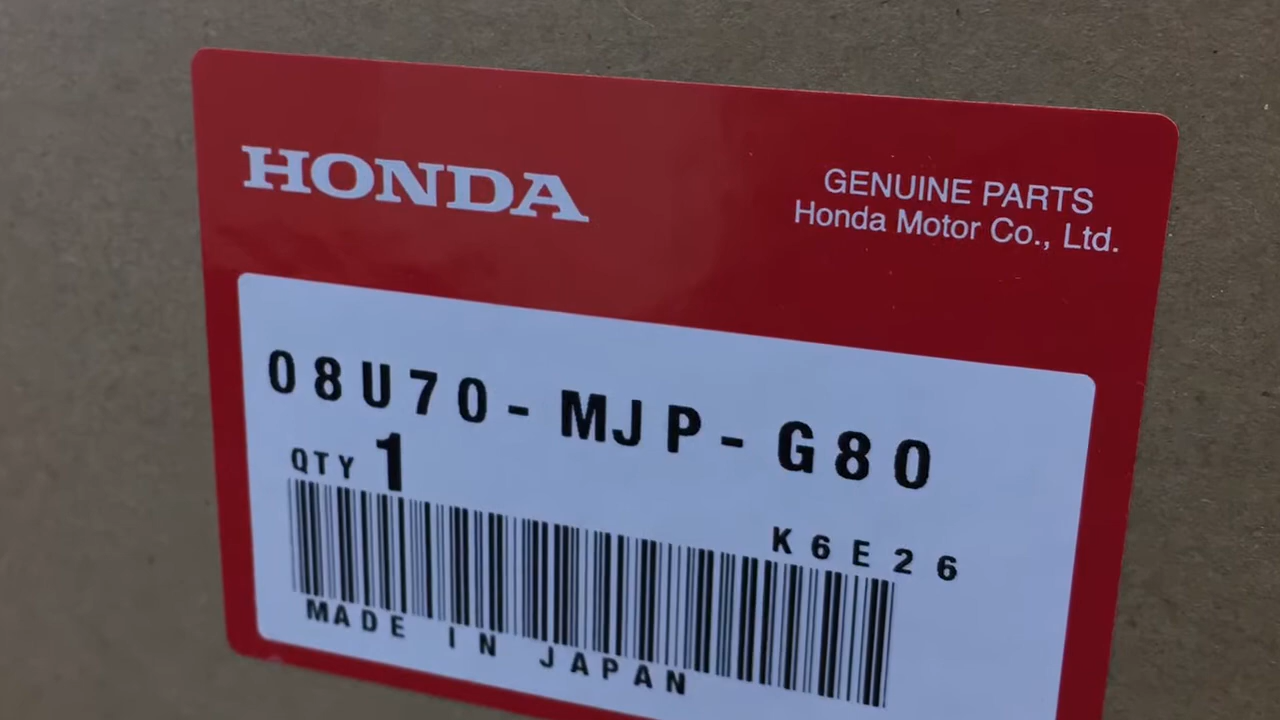 HONDA
GENUINE PARTS
Honda Motor Co., Ltd.
08U70-MJP-G80
QTY 1
K6E26
MADE IN JAPAN